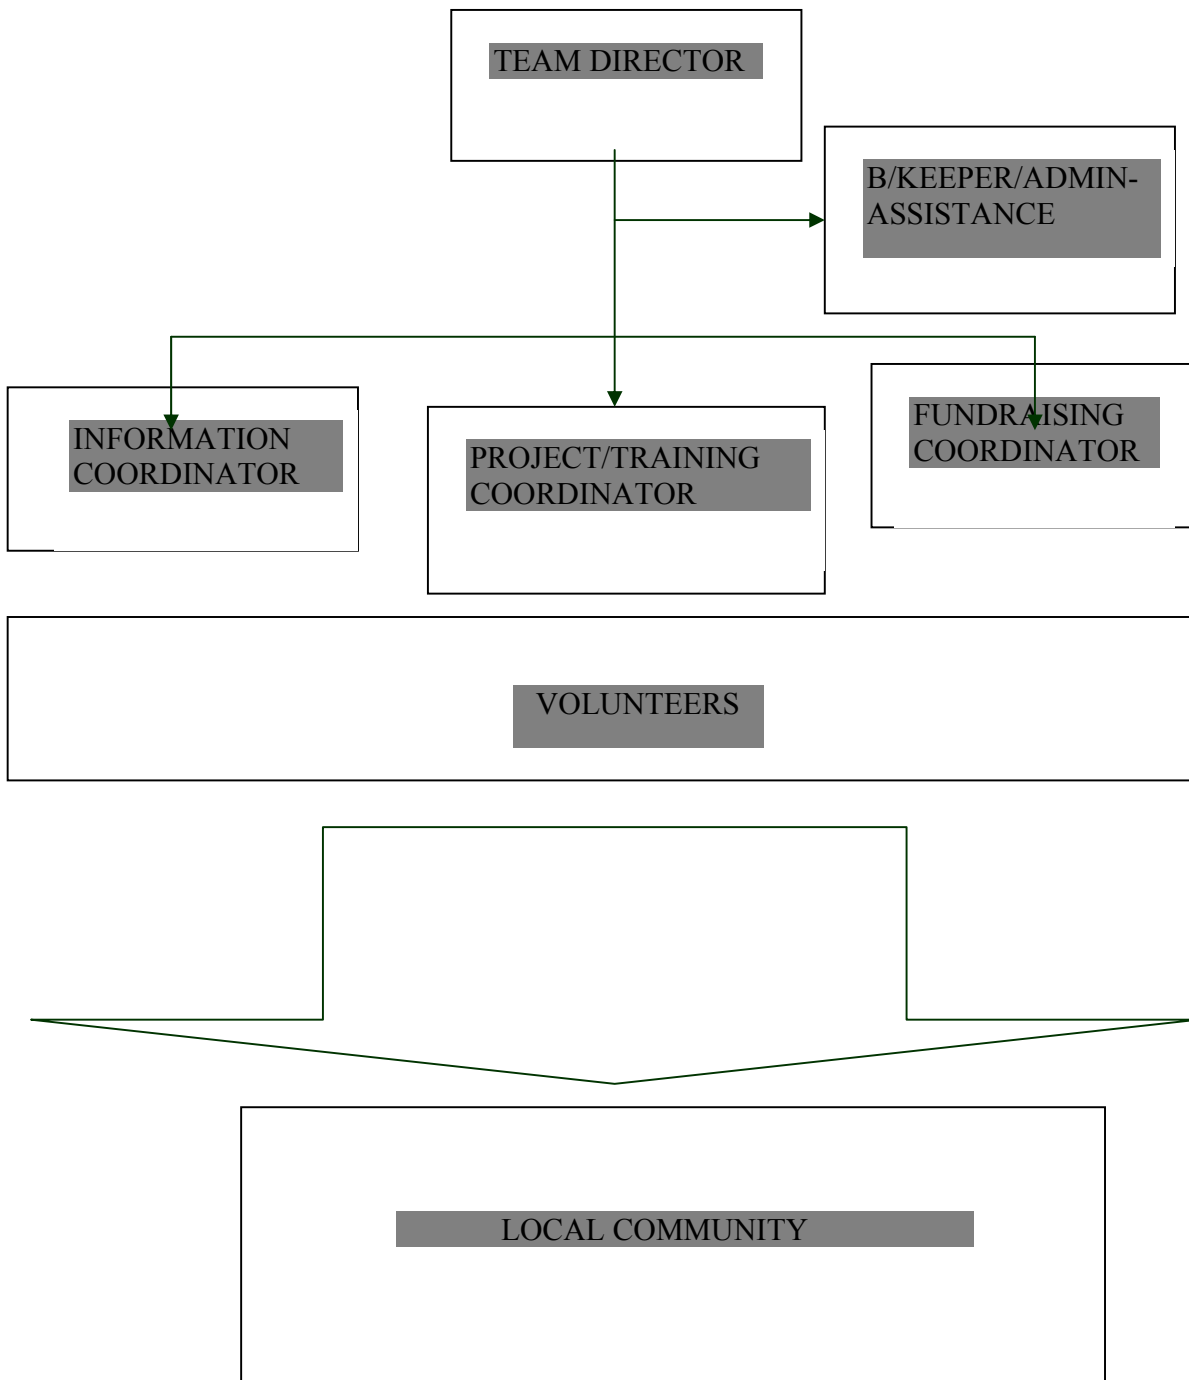 TEAM DIRECTOR
B/KEEPER/ADMIN-
ASSISTANCE
INFORMATION
COORDINATOR
PROJECT/TRAINING
COORDINATOR
FUNDRAISING
COORDINATOR
VOLUNTEERS
LOCAL COMMUNITY